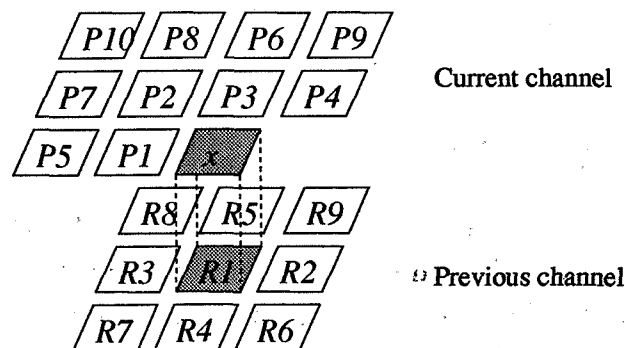 P10 P8 P6 P9
P7 P2 P3 P4 Current channel
P5 P1 x
R8 R5 R9
R3 R1 R2 Previous channel
R7 R4 R6